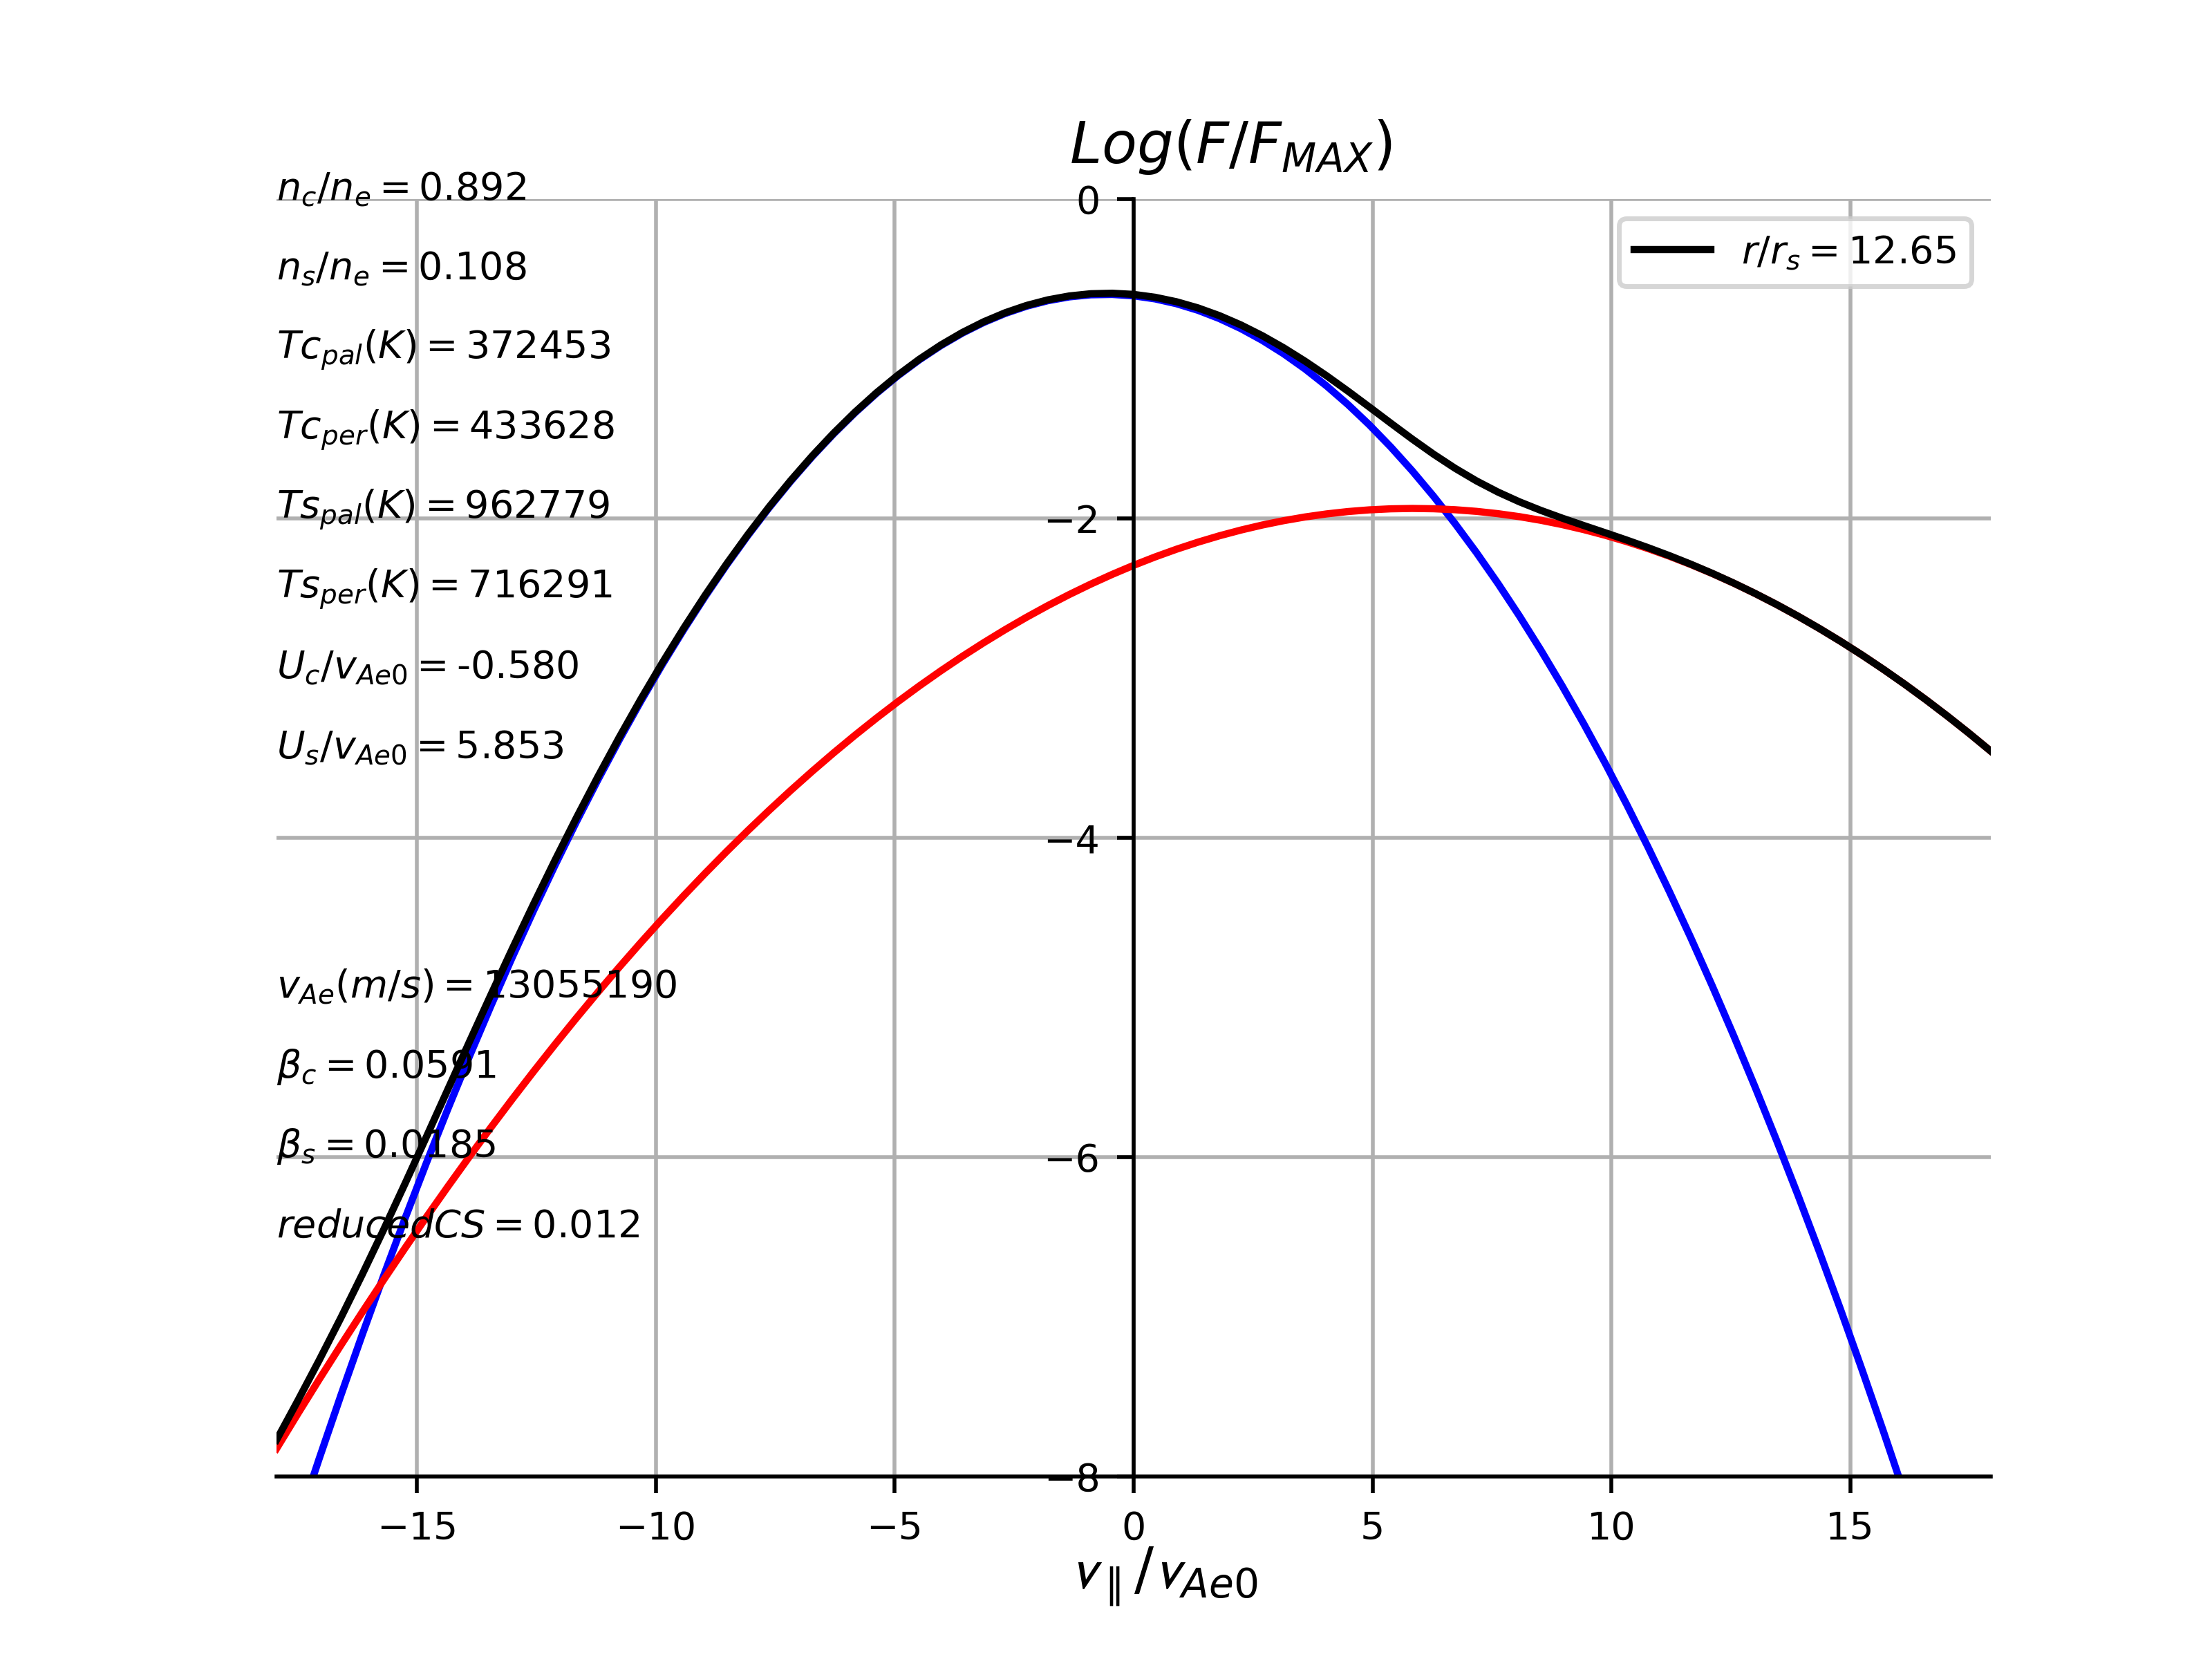 Log(F/F_MAX)
n_c/n_e = 0.892
n_s/n_e = 0.108
Tc_pal(K) = 372453
Tc_per(K) = 433628
Ts_pal(K) = 962779
Ts_per(K) = 716291
U_c/v_Ae0 = -0.580
U_s/v_Ae0 = 5.853
v_Ae(m/s) = 13055190
β_c = 0.0591
β_s = 0.0185
reducedCS = 0.012
r/r_s = 12.65
0
−2
−4
−6
−8
−15 −10 −5 0 5 10 15
v_∥/v_Ae0